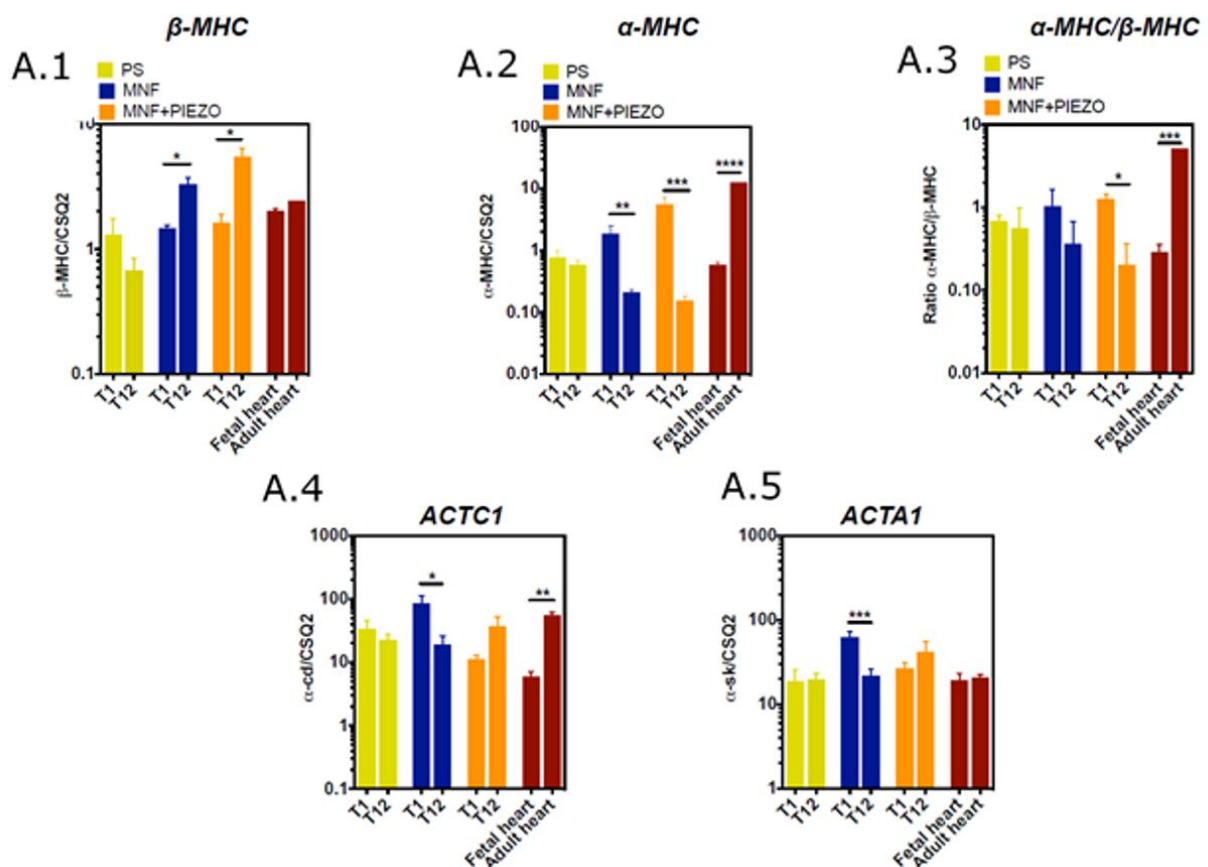 β-MHC
A.1
PS
MNF
MNF+PIEZO
β-MHC/CSQ2
10
1
0.1
*
*
T1
T12
T1
T12
T1
T12
Fetal heart
Adult heart
α-MHC
A.2
PS
MNF
MNF+PIEZO
α-MHC/CSQ2
100
10
1
0.10
0.01
**
***
****
T1
T12
T1
T12
T1
T12
Fetal heart
Adult heart
α-MHC/β-MHC
A.3
PS
MNF
MNF+PIEZO
Ratio α-MHC/β-MHC
10
1
0.10
0.01
*
***
T1
T12
T1
T12
T1
T12
Fetal heart
Adult heart
A.4
ACTC1
α-cd/CSQ2
1000
100
10
1
0.1
*
**
T1
T12
T1
T12
T1
T12
Fetal heart
Adult heart
A.5
ACTA1
α-sk/CSQ2
1000
100
10
1
***
T1
T12
T1
T12
T1
T12
Fetal heart
Adult heart